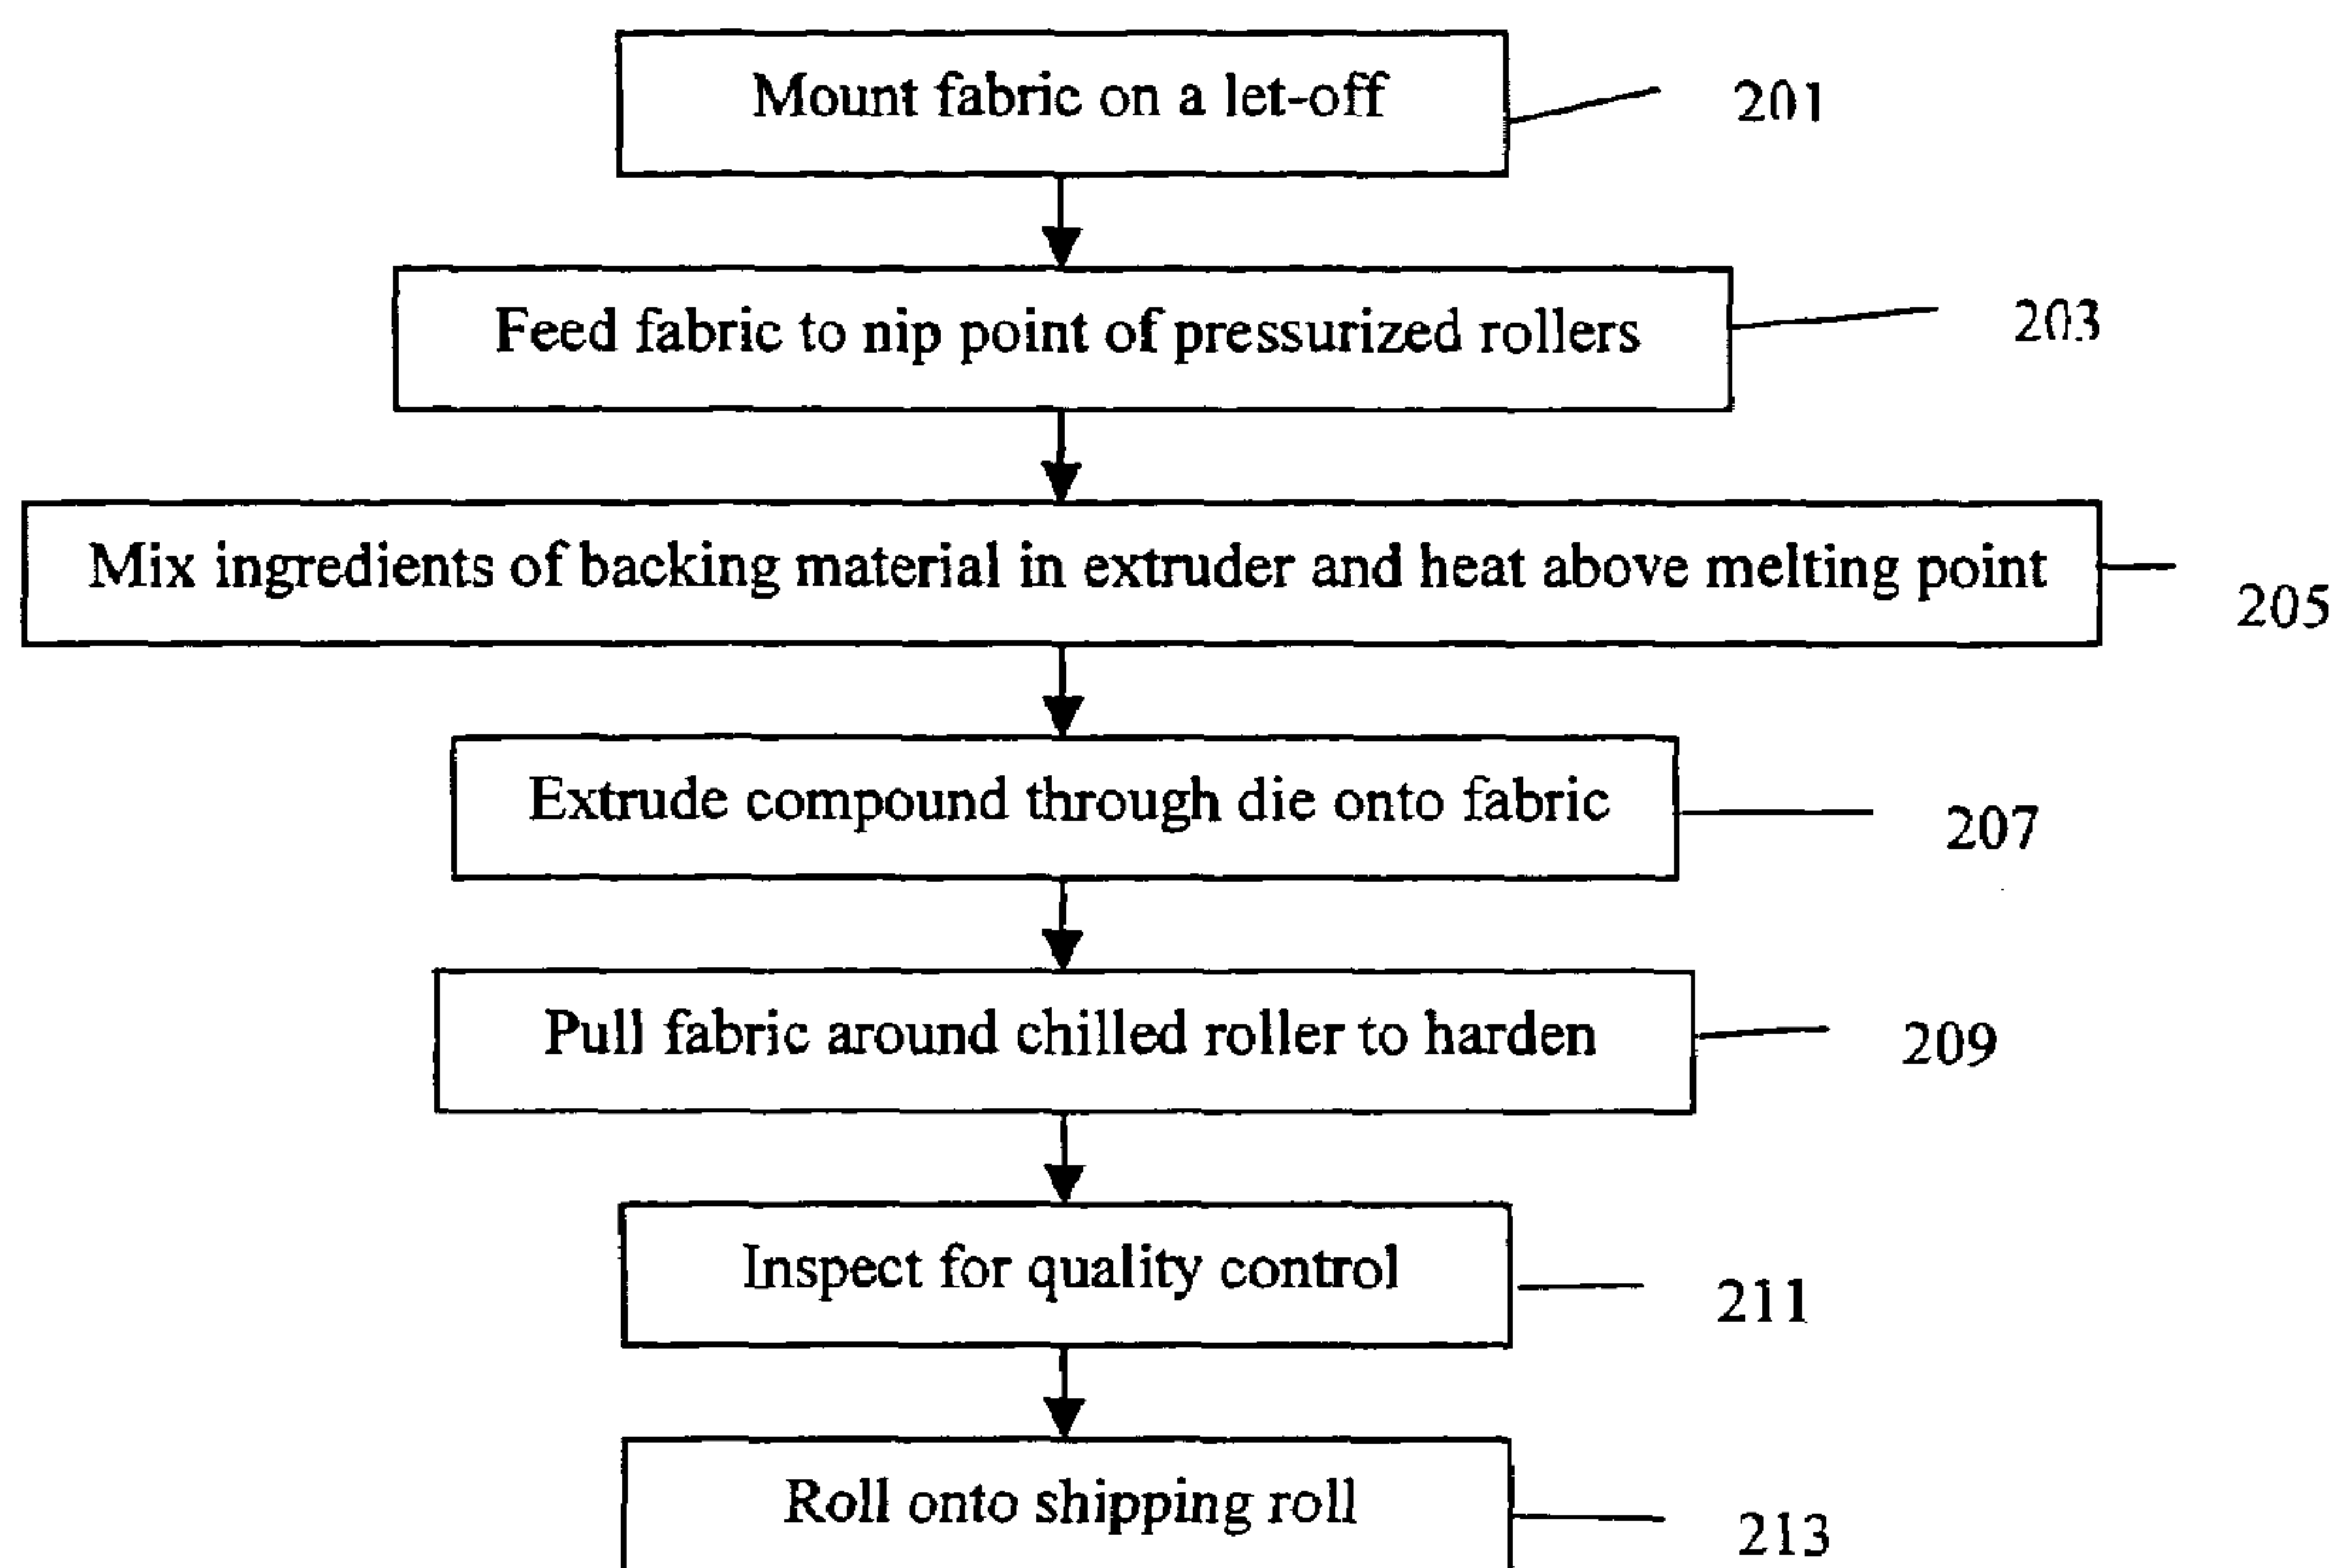 Mount fabric on a let-off
201
Feed fabric to nip point of pressurized rollers
203
Mix ingredients of backing material in extruder and heat above melting point
205
Extrude compound through die onto fabric
207
Pull fabric around chilled roller to harden
209
Inspect for quality control
211
Roll onto shipping roll
213